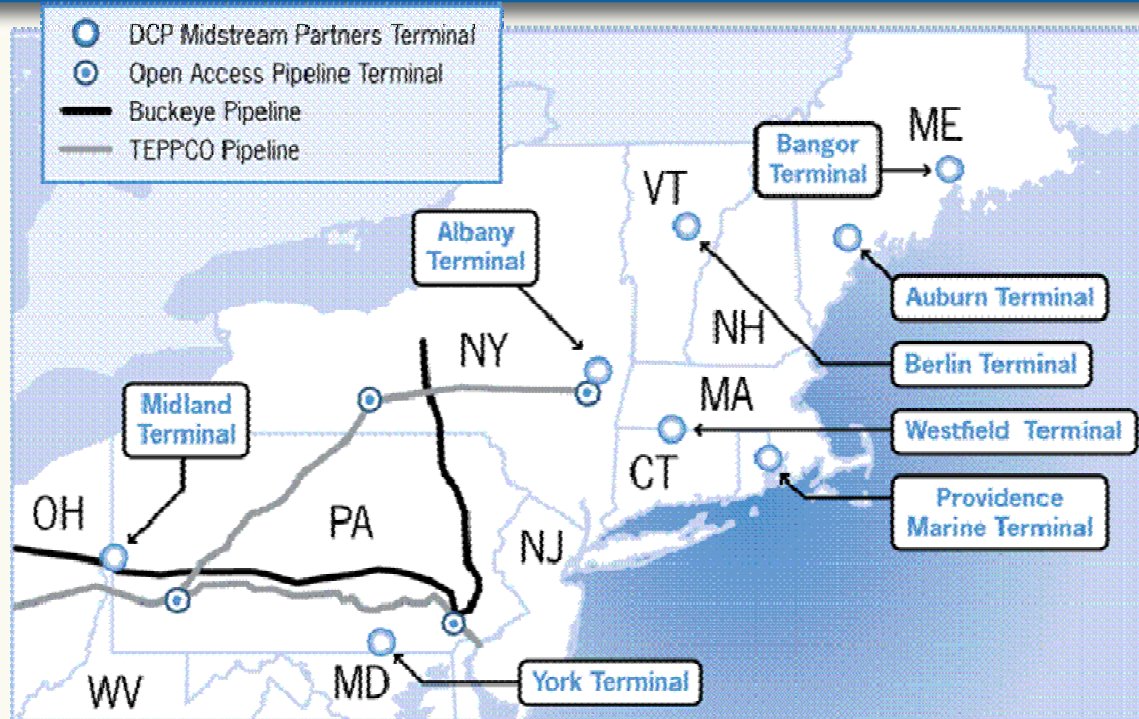 DCP Midstream Partners Terminal
Open Access Pipeline Terminal
Buckeye Pipeline
TEPPCO Pipeline
ME
Bangor
Terminal
VT
Albany
Terminal
Auburn Terminal
NH
NY
Berlin Terminal
MA
Midland
Terminal
Westfield Terminal
CT
Providence
Marine Terminal
OH
PA
NJ
York Terminal
MD
WV